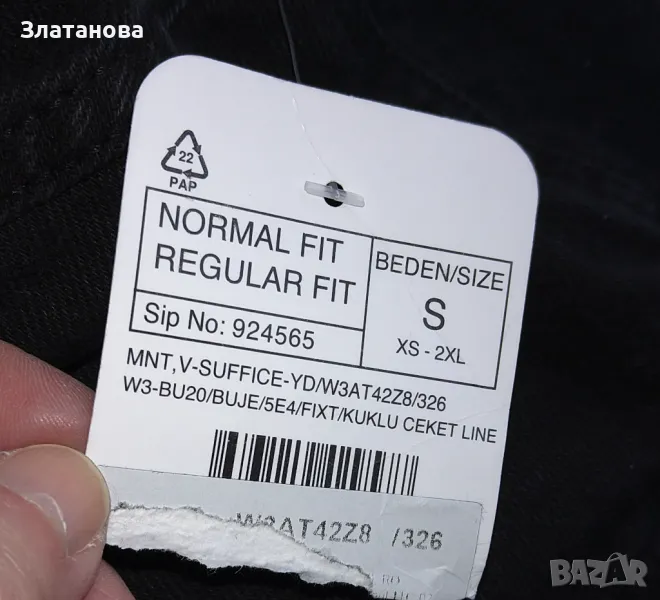 Златанова
22
PAP
NORMAL FIT
REGULAR FIT
BEDEN/SIZE
S
XS - 2XL
Sip No: 924565
MNT,V-SUFFICE-YD/W3AT42Z8/326
W3-BU20/BUJE/5E4/FIXT/KUKLU CEKET LINE
W3AT42Z8 /326
BAZAR